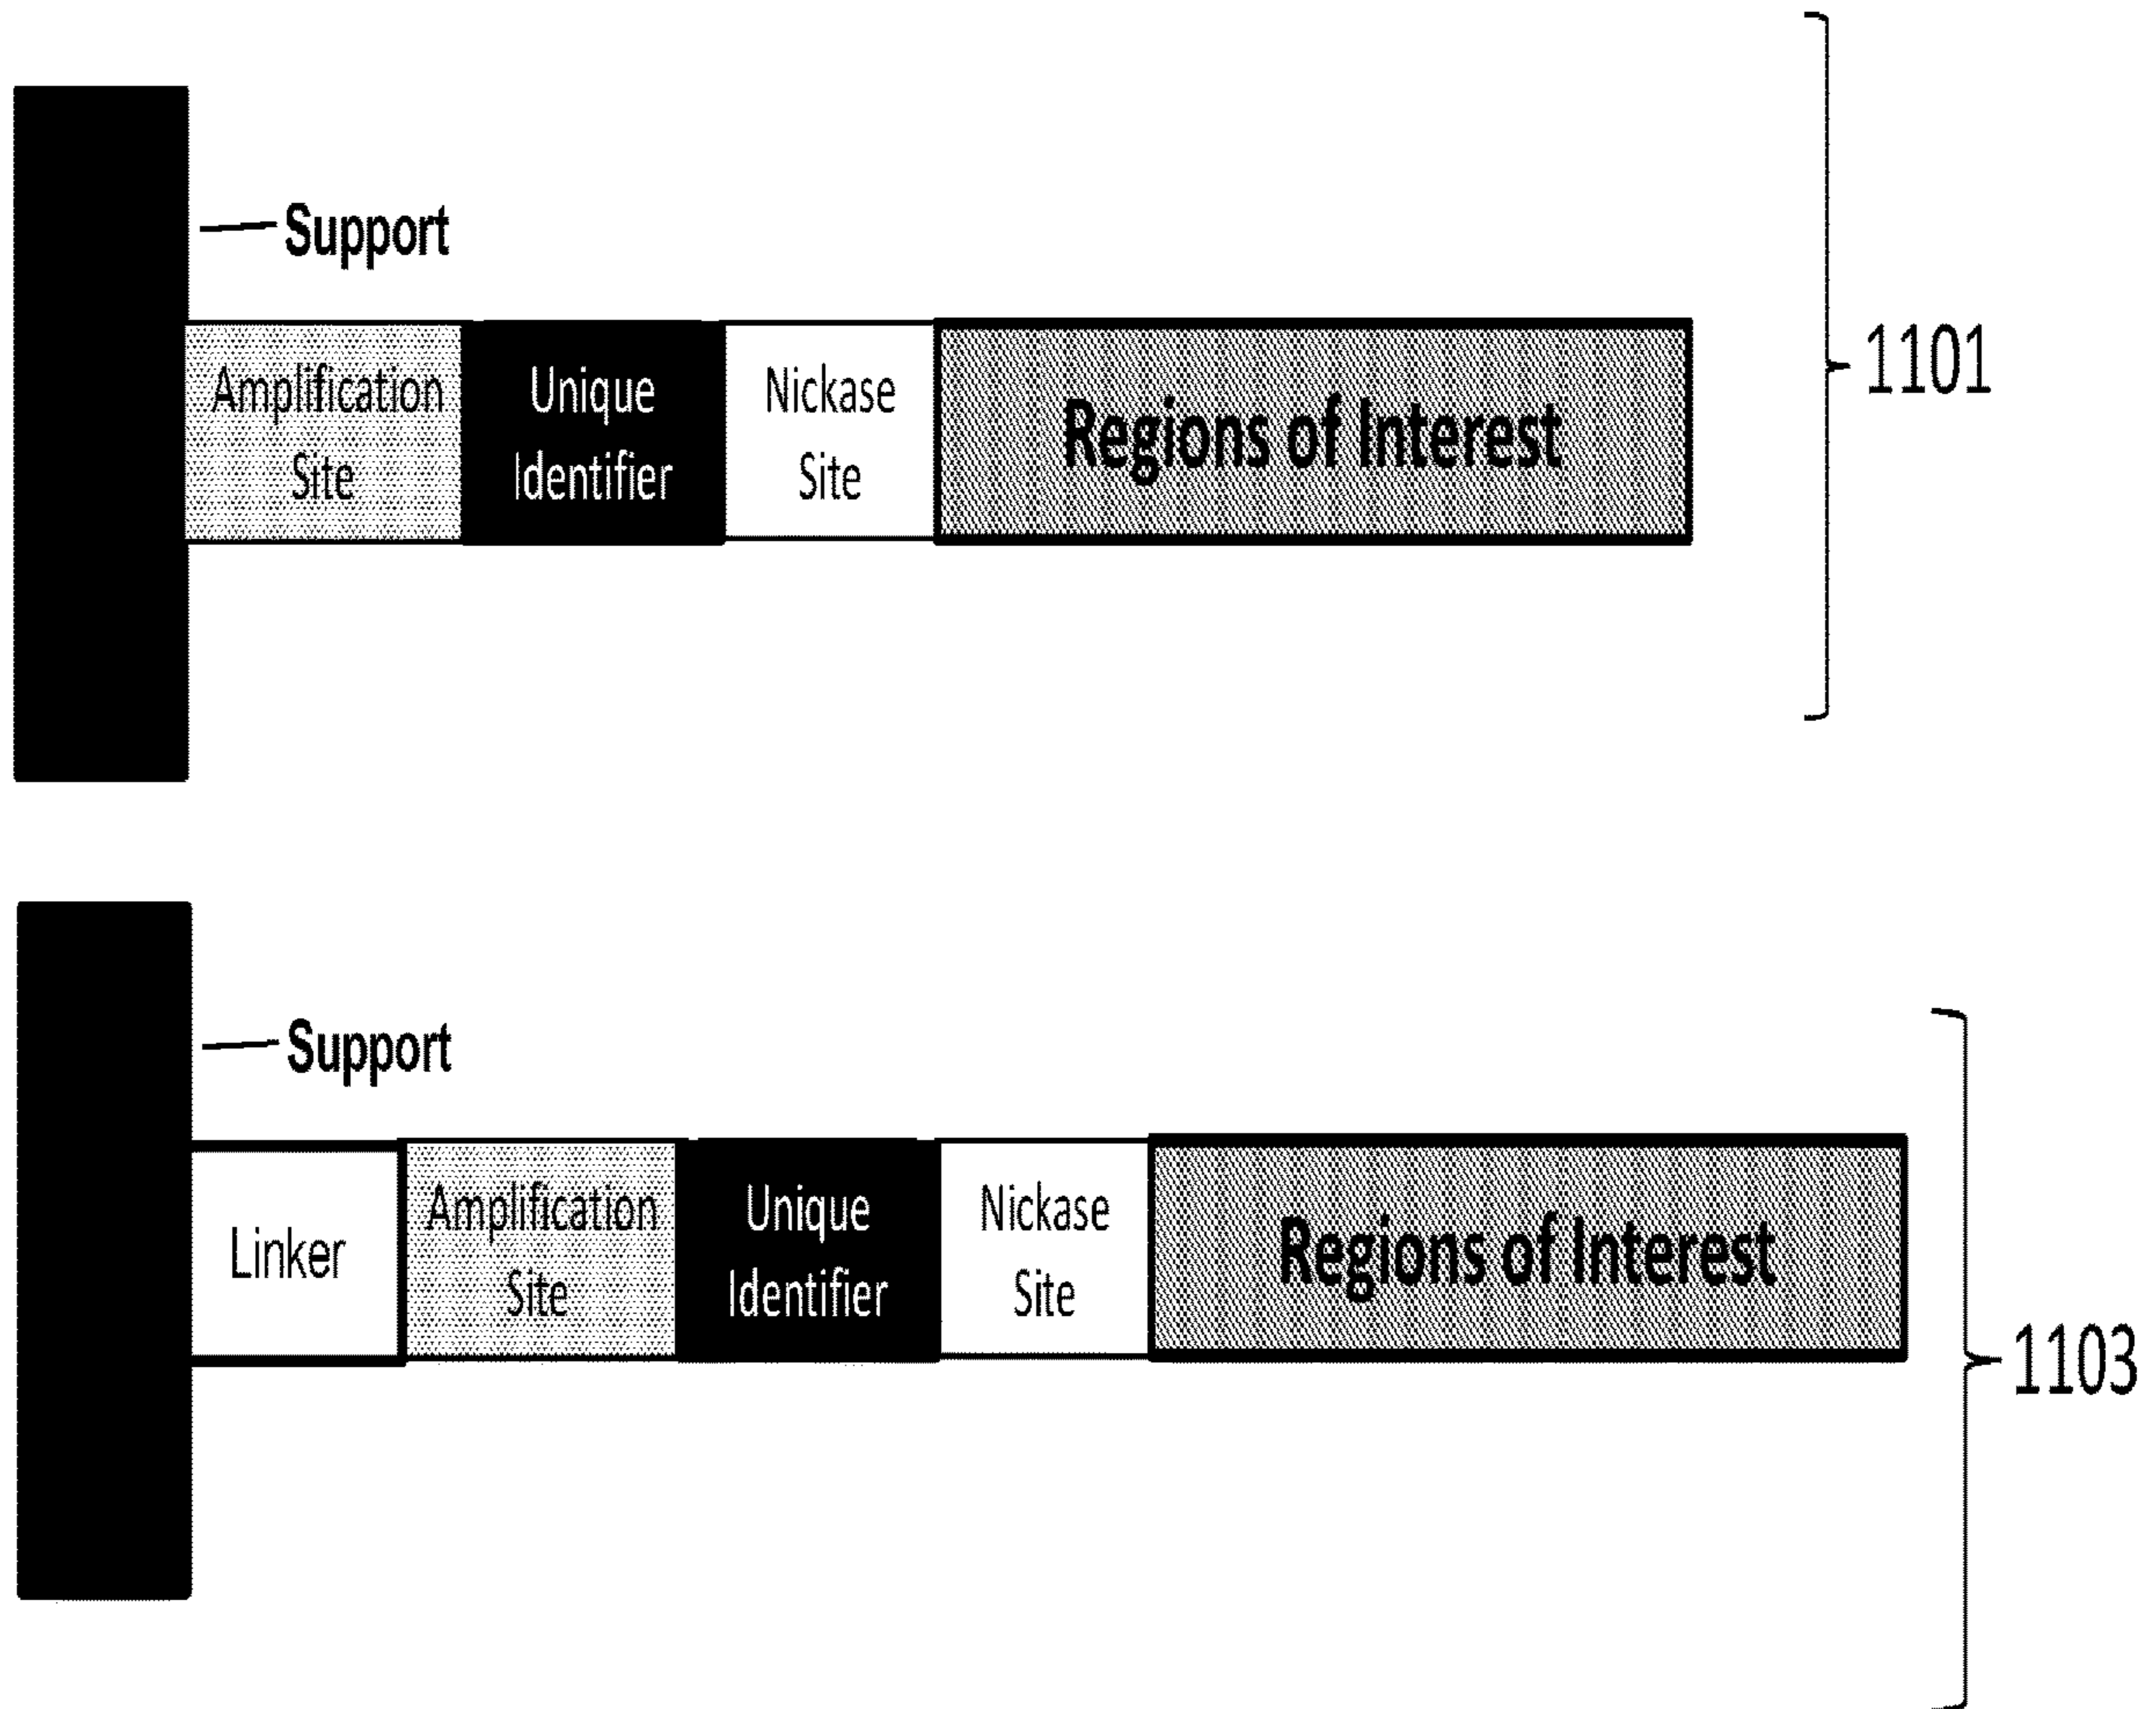 Support
Amplification
Site
Unique
Identifier
Nickase
Site
Regions of Interest
1101
Support
Linker
Amplification
Site
Unique
Identifier
Nickase
Site
Regions of Interest
1103